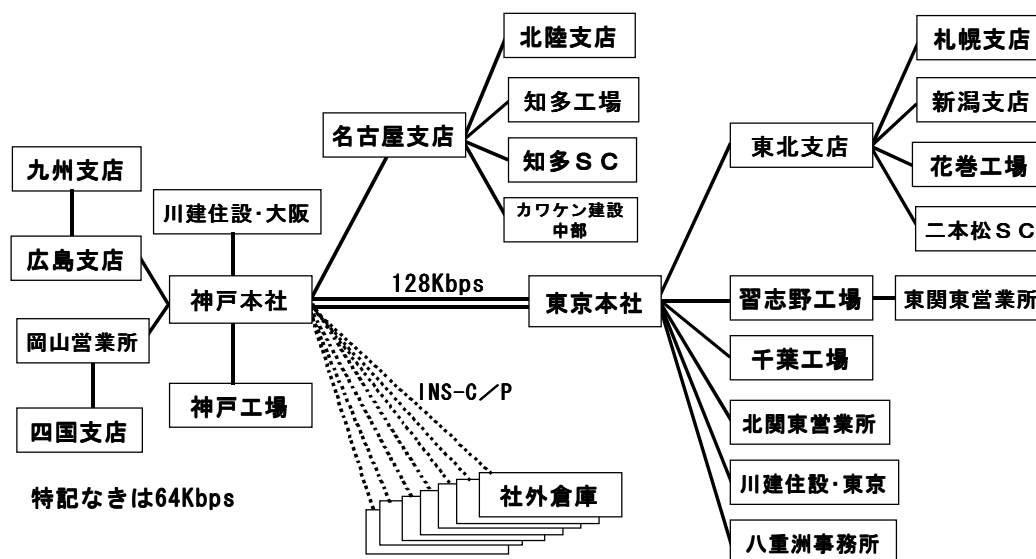 北陸支店
知多工場
名古屋支店
知多ＳＣ
カワケン建設
中部
札幌支店
新潟支店
東北支店
花巻工場
二本松ＳＣ
九州支店
川建住設･大阪
広島支店
神戸本社
128Kbps
東京本社
習志野工場
東関東営業所
岡山営業所
千葉工場
INS-C／P
神戸工場
北関東営業所
四国支店
川建住設･東京
社外倉庫
特記なきは64Kbps
八重洲事務所